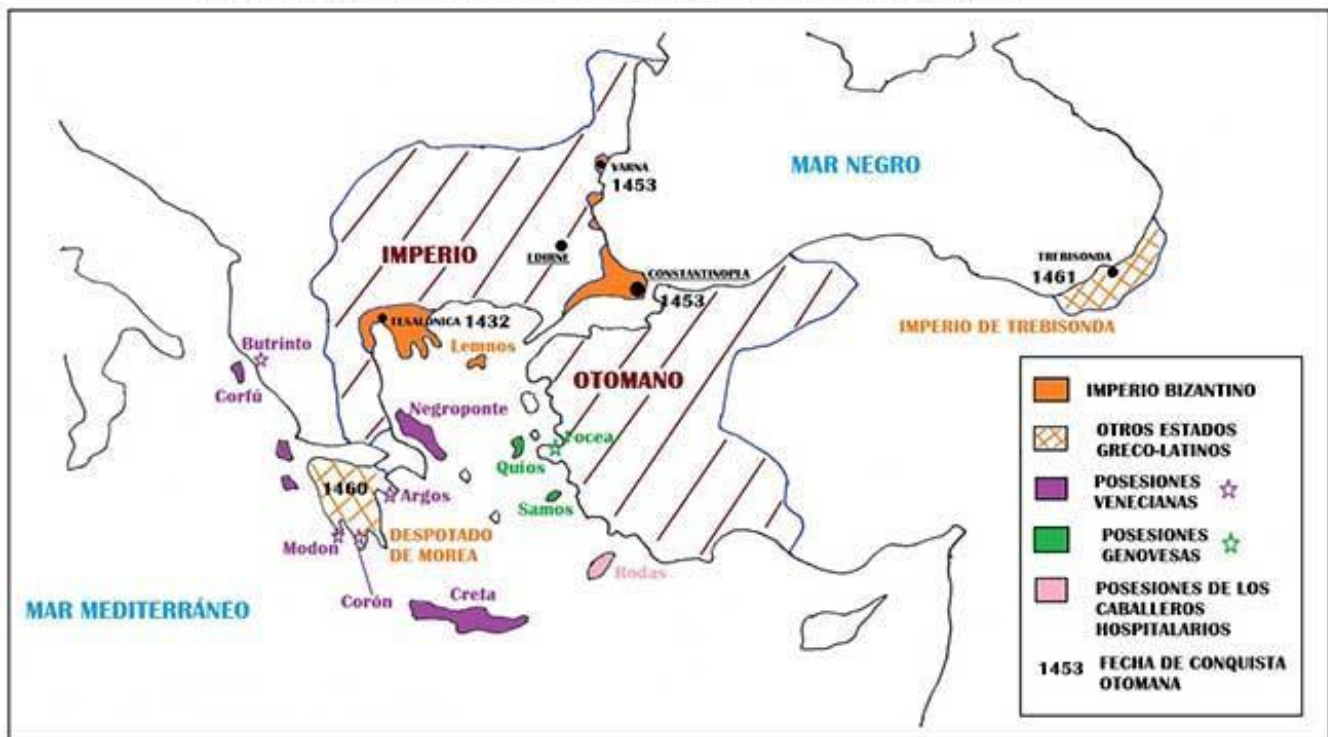 VARNA
1453
MAR NEGRO
IMPERIO
EDIRNE
CONSTANTINOPLA
1453
TREBISONDA
1461
TESALONICA 1432
IMPERIO DE TREBISONDA
Butrinto
Lemnos
OTOMANO
Corfú
Negroponte
Focea
Quios
1460
Argos
Samos
Modon
DESPOTADO
DE MOREA
Rodas
Corón
Creta
MAR MEDITERRÁNEO
IMPERIO BIZANTINO
OTROS ESTADOS
GRECO-LATINOS
POSESIONES
VENECIANAS
POSESIONES
GENOVESAS
POSESIONES DE LOS
CABALLEROS
HOSPITALARIOS
1453 FECHA DE CONQUISTA
OTOMANA